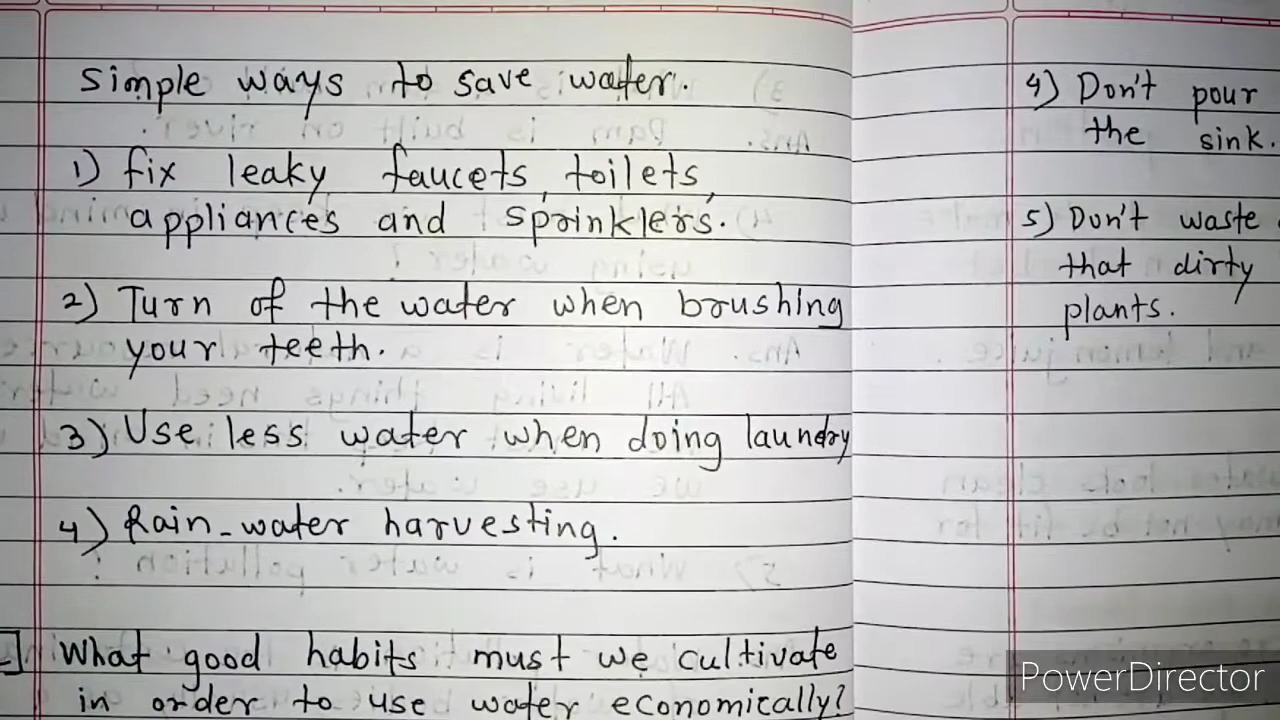 Simple ways to save water.
1) fix leaky faucets, toilets,
appliances and sprinklers.
2) Turn of the water when brushing
your teeth.
3) Use less water when doing laundry
4) Rain-water harvesting.
What good habits must we cultivate
in order to use water economically?
4) Don't pour
the sink.
5) Don't waste
that dirty
plants.
PowerDirector